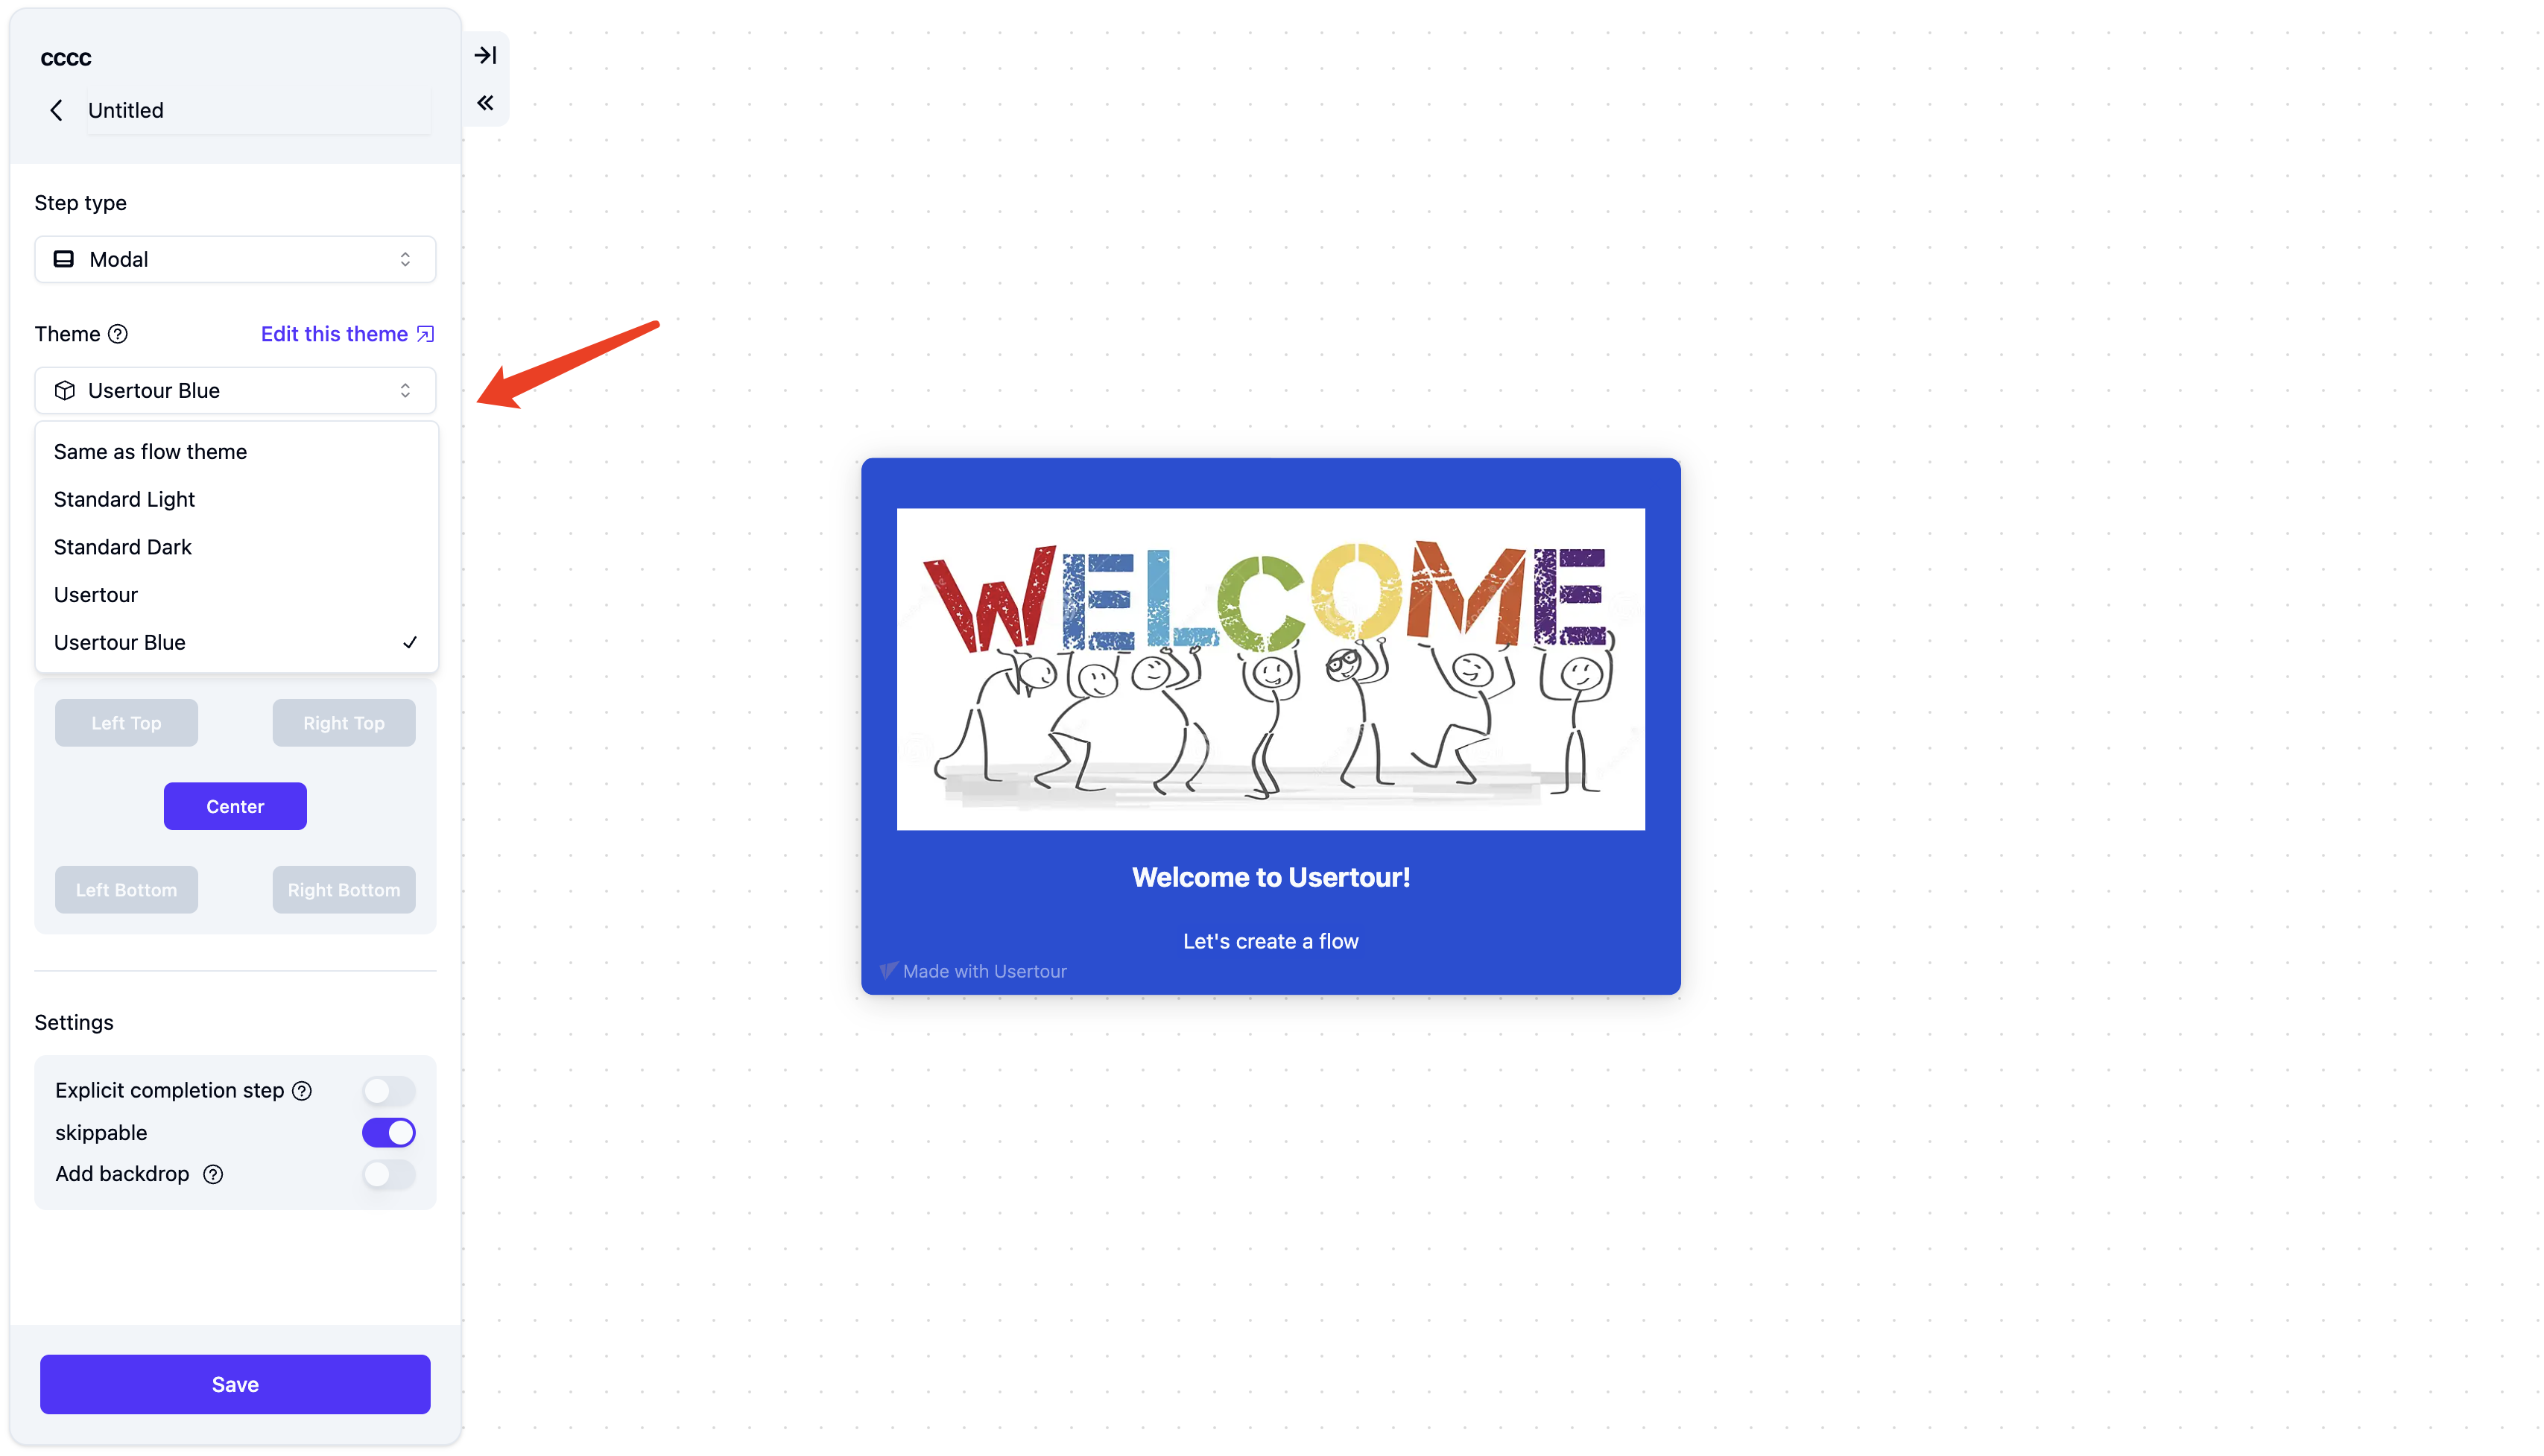 cccc
Untitled
Step type
Modal
Theme
Edit this theme
Usertour Blue
Same as flow theme
Standard Light
Standard Dark
Usertour
Usertour Blue
Left Top
Right Top
Center
Left Bottom
Right Bottom
Settings
Explicit completion step
skippable
Add backdrop
Save
WELCOME
Welcome to Usertour!
Let's create a flow
Made with Usertour